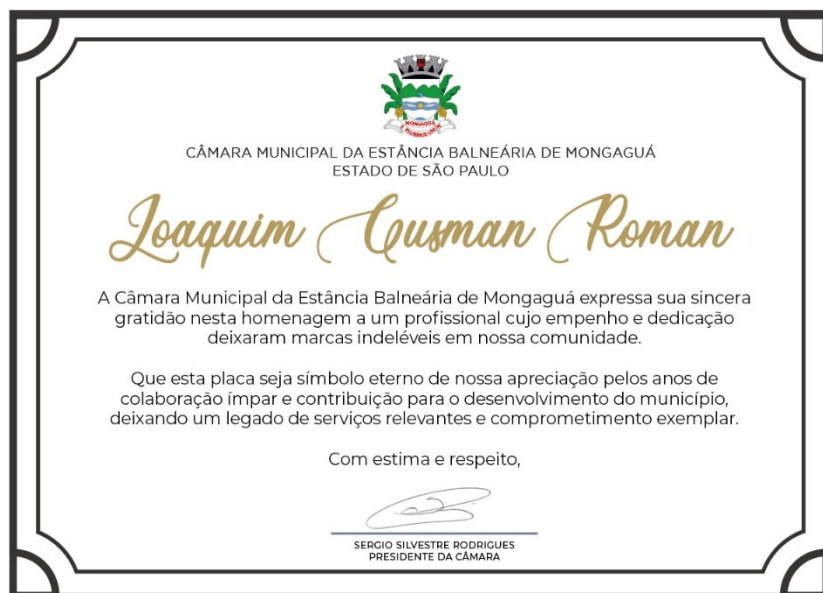 MONGAGUÁ
CÂMARA MUNICIPAL DA ESTÂNCIA BALNEÁRIA DE MONGAGUÁ
ESTADO DE SÃO PAULO
Joaquim Gusman Roman
A Câmara Municipal da Estância Balneária de Mongaguá expressa sua sincera
gratidão nesta homenagem a um profissional cujo empenho e dedicação
deixaram marcas indeléveis em nossa comunidade.
Que esta placa seja símbolo eterno de nossa apreciação pelos anos de
colaboração ímpar e contribuição para o desenvolvimento do município,
deixando um legado de serviços relevantes e comprometimento exemplar.
Com estima e respeito,
SERGIO SILVESTRE RODRIGUES
PRESIDENTE DA CÂMARA